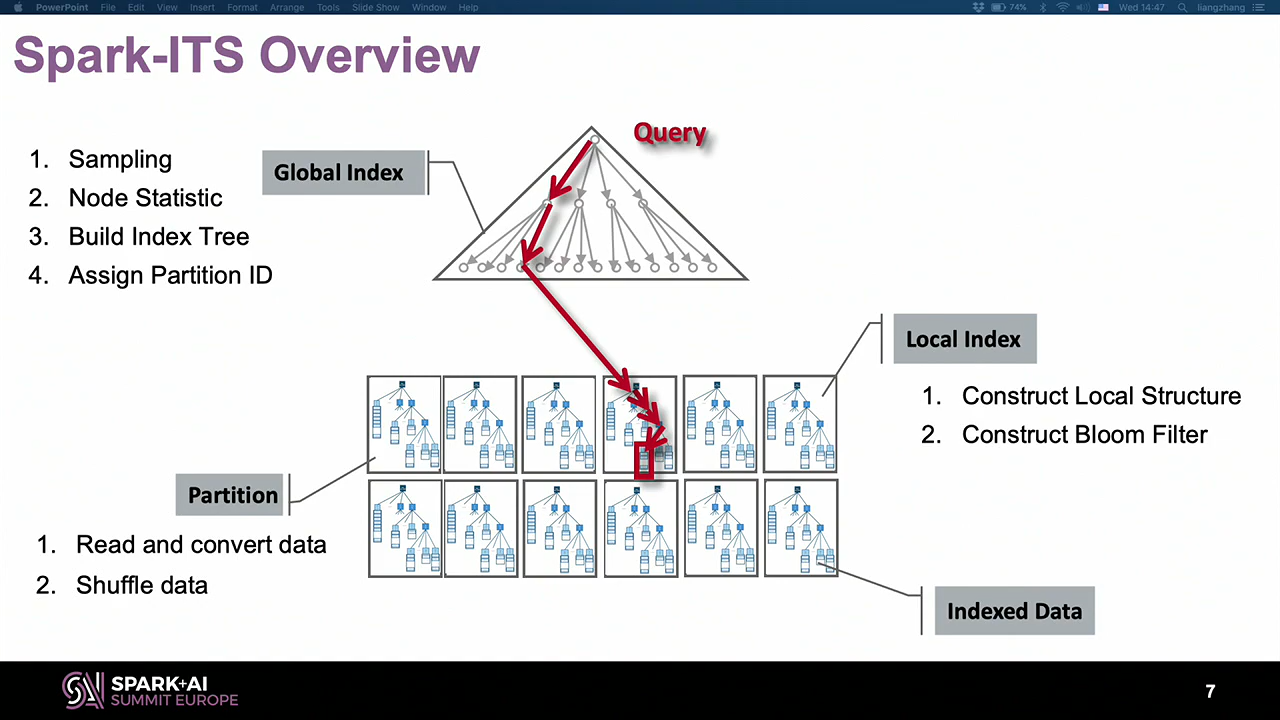 PowerPoint File Edit View Insert Format Arrange Tools Slide Show Window Help 74% Wed 14:47 liangzhang
Spark-ITS Overview
Query
1. Sampling
2. Node Statistic
3. Build Index Tree
4. Assign Partition ID
Global Index
Local Index
1. Construct Local Structure
2. Construct Bloom Filter
Partition
1. Read and convert data
2. Shuffle data
Indexed Data
SPARK+AI
SUMMIT EUROPE
7